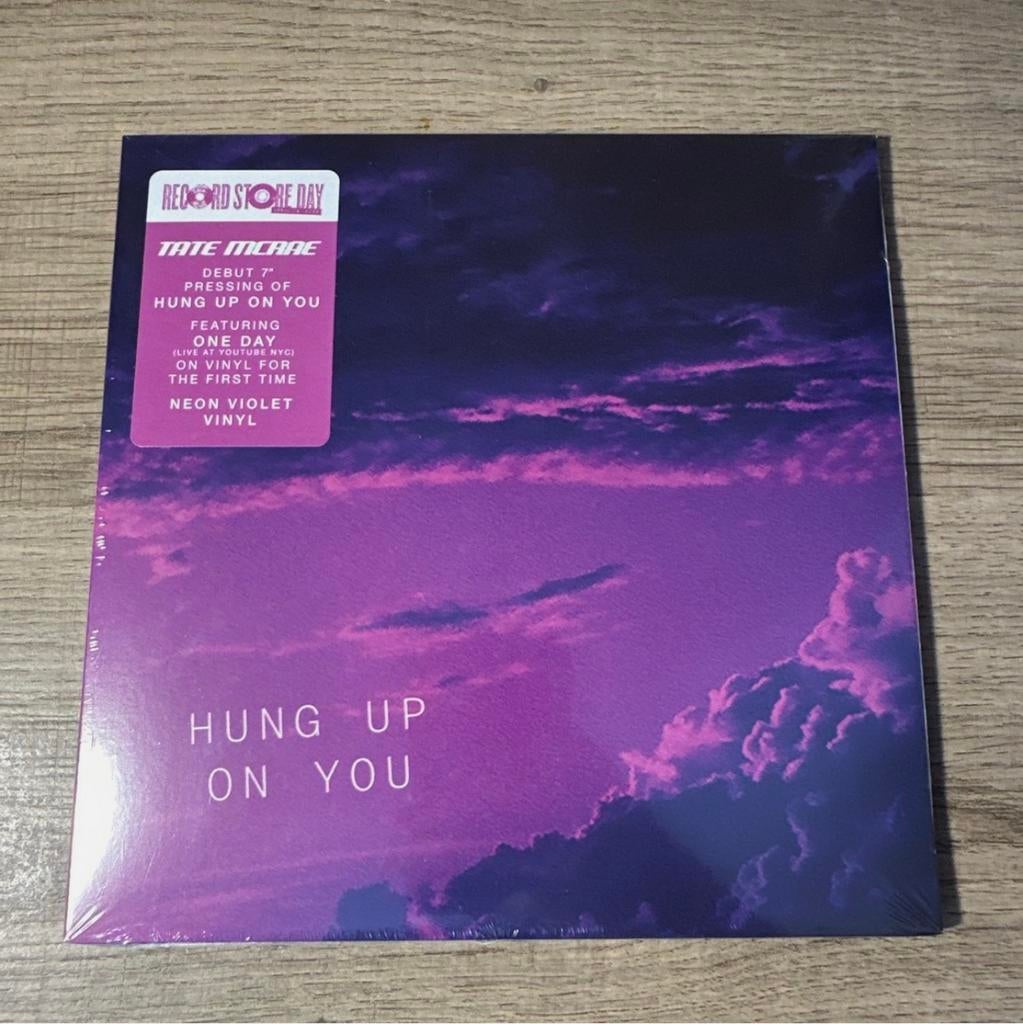 RECORD STORE DAY
TATE MCRAE
DEBUT 7"
PRESSING OF
HUNG UP ON YOU
FEATURING
ONE DAY
(LIVE AT YOUTUBE NYC)
ON VINYL FOR
THE FIRST TIME
NEON VIOLET
VINYL
HUNG UP
ON YOU